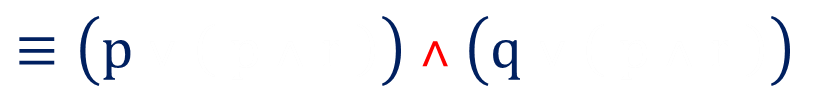 ≡ (p ) ∧ (q )